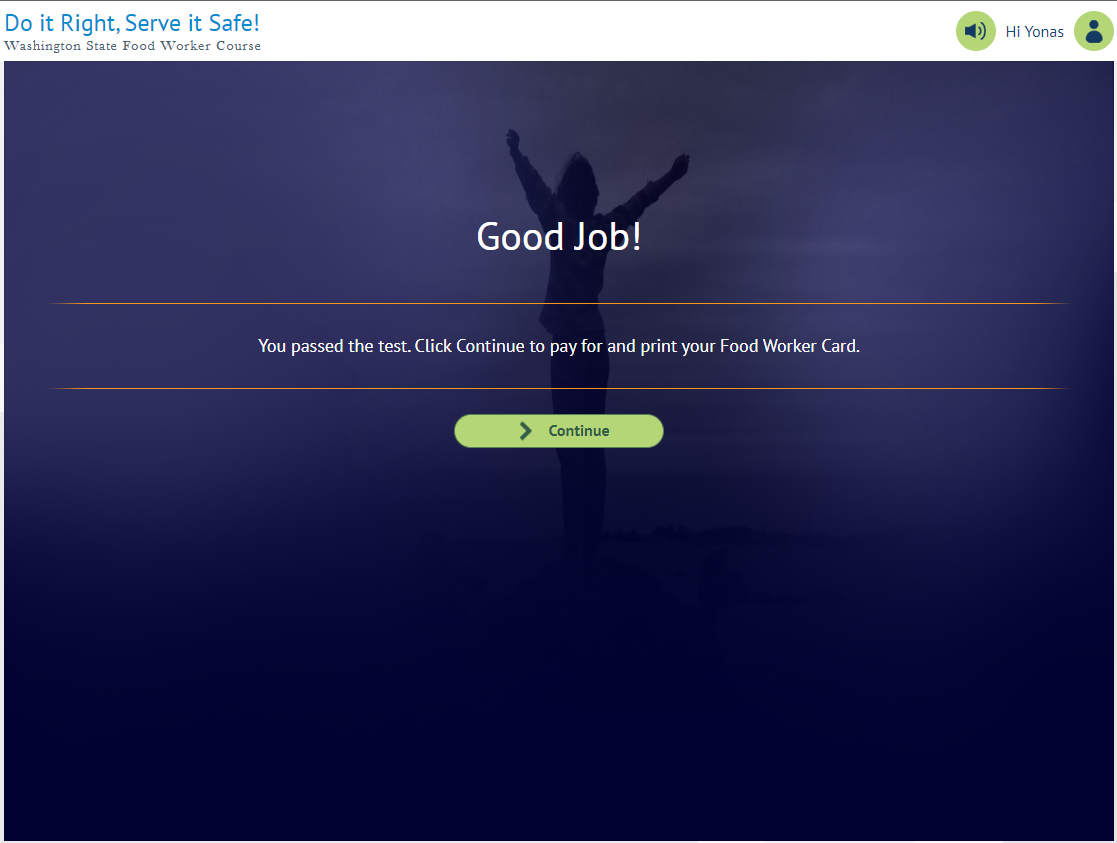 Do it Right, Serve it Safe!
Washington State Food Worker Course
Hi Yonas
Good Job!
You passed the test. Click Continue to pay for and print your Food Worker Card.
Continue